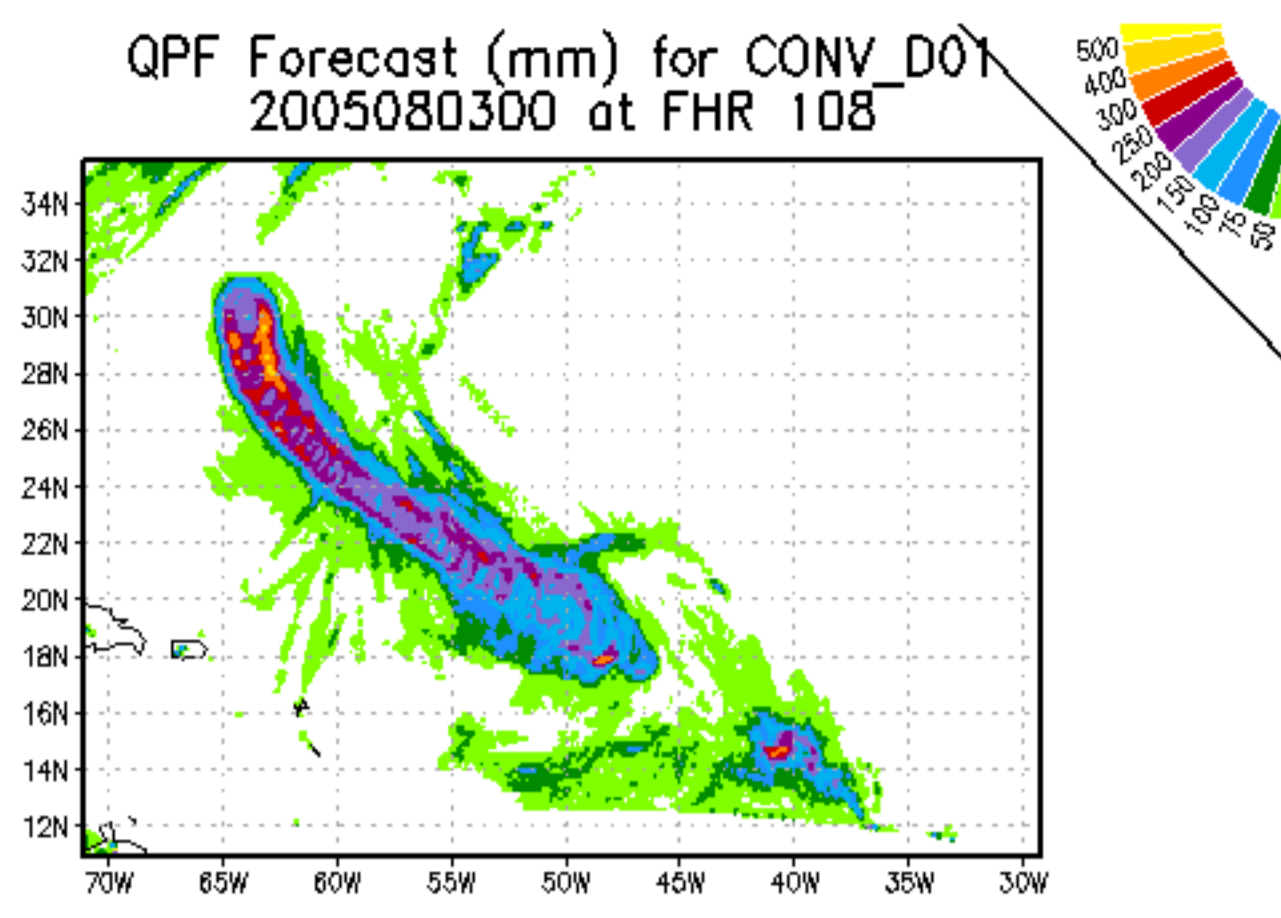 QPF Forecast (mm) for CONV_D01
2005080300 at FHR 108
500
400
300
250
200
150
100
75
50
34N
32N
30N
28N
26N
24N
22N
20N
18N
16N
14N
12N
70W 65W 60W 55W 50W 45W 40W 35W 30W